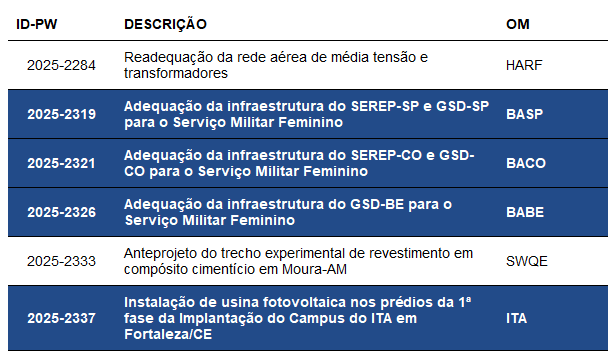 ID-PW DESCRIÇÃO OM
2025-2284 Readequação da rede aérea de média tensão e transformadores HARF
2025-2319 Adequação da infraestrutura do SEREP-SP e GSD-SP para o Serviço Militar Feminino BASP
2025-2321 Adequação da infraestrutura do SEREP-CO e GSD-CO para o Serviço Militar Feminino BACO
2025-2326 Adequação da infraestrutura do GSD-BE para o Serviço Militar Feminino BABE
2025-2333 Anteprojeto do trecho experimental de revestimento em compósito cimentício em Moura-AM SWQE
2025-2337 Instalação de usina fotovoltaica nos prédios da 1ª fase da Implantação do Campus do ITA em Fortaleza/CE ITA